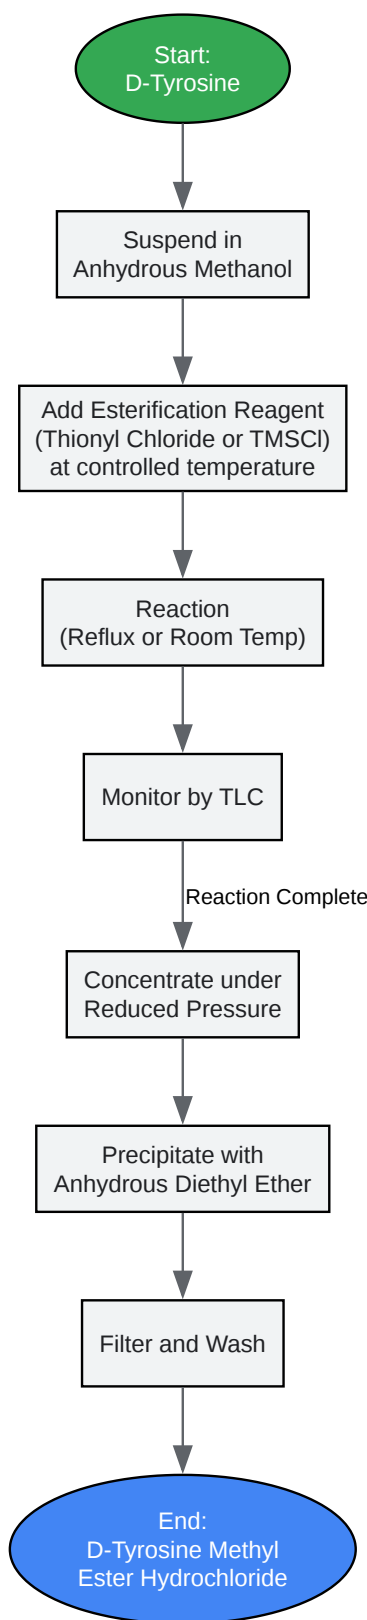 Start:
D-Tyrosine
Suspend in
Anhydrous Methanol
Add Esterification Reagent
(Thionyl Chloride or TMSCl)
at controlled temperature
Reaction
(Reflux or Room Temp)
Monitor by TLC
Reaction Complete
Concentrate under
Reduced Pressure
Precipitate with
Anhydrous Diethyl Ether
Filter and Wash
End:
D-Tyrosine Methyl
Ester Hydrochloride